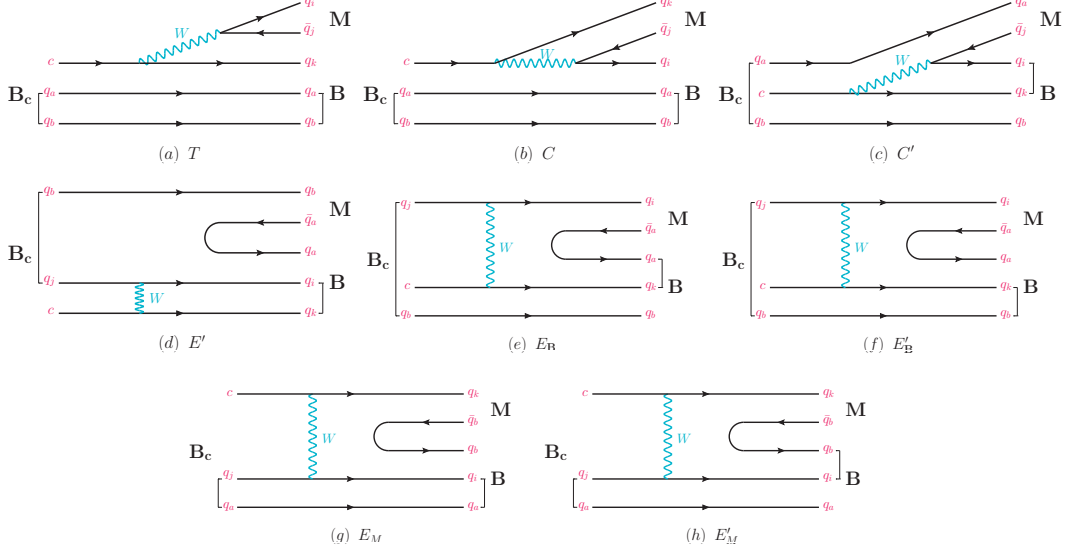 q_i
M
q̄_j
W
c
q_k
B_c
q_a
q_a
B
q_b
q_b
(a) T
q_k
M
q̄_j
W
c
q_i
B_c
q_a
q_a
B
q_b
q_b
(b) C
q_a
M
q̄_j
q_a
W
q_i
B_c
c
q_k
B
q_b
q_b
(c) C′
q_b
q_b
M
q̄_a
B_c
q_a
q_j
q_i
B
W
c
q_k
(d) E′
q_j
q_i
M
q̄_a
W
B_c
q_a
c
q_k
B
q_b
q_b
(e) E_B
q_j
q_i
M
q̄_a
W
B_c
q_a
c
q_k
B
q_b
q_b
(f) E′_B
c
q_k
M
q̄_b
W
B_c
q_b
q_j
q_i
B
q_a
q_a
(g) E_M
c
q_k
M
q̄_b
W
B_c
q_b
q_j
q_i
B
q_a
q_a
(h) E′_M